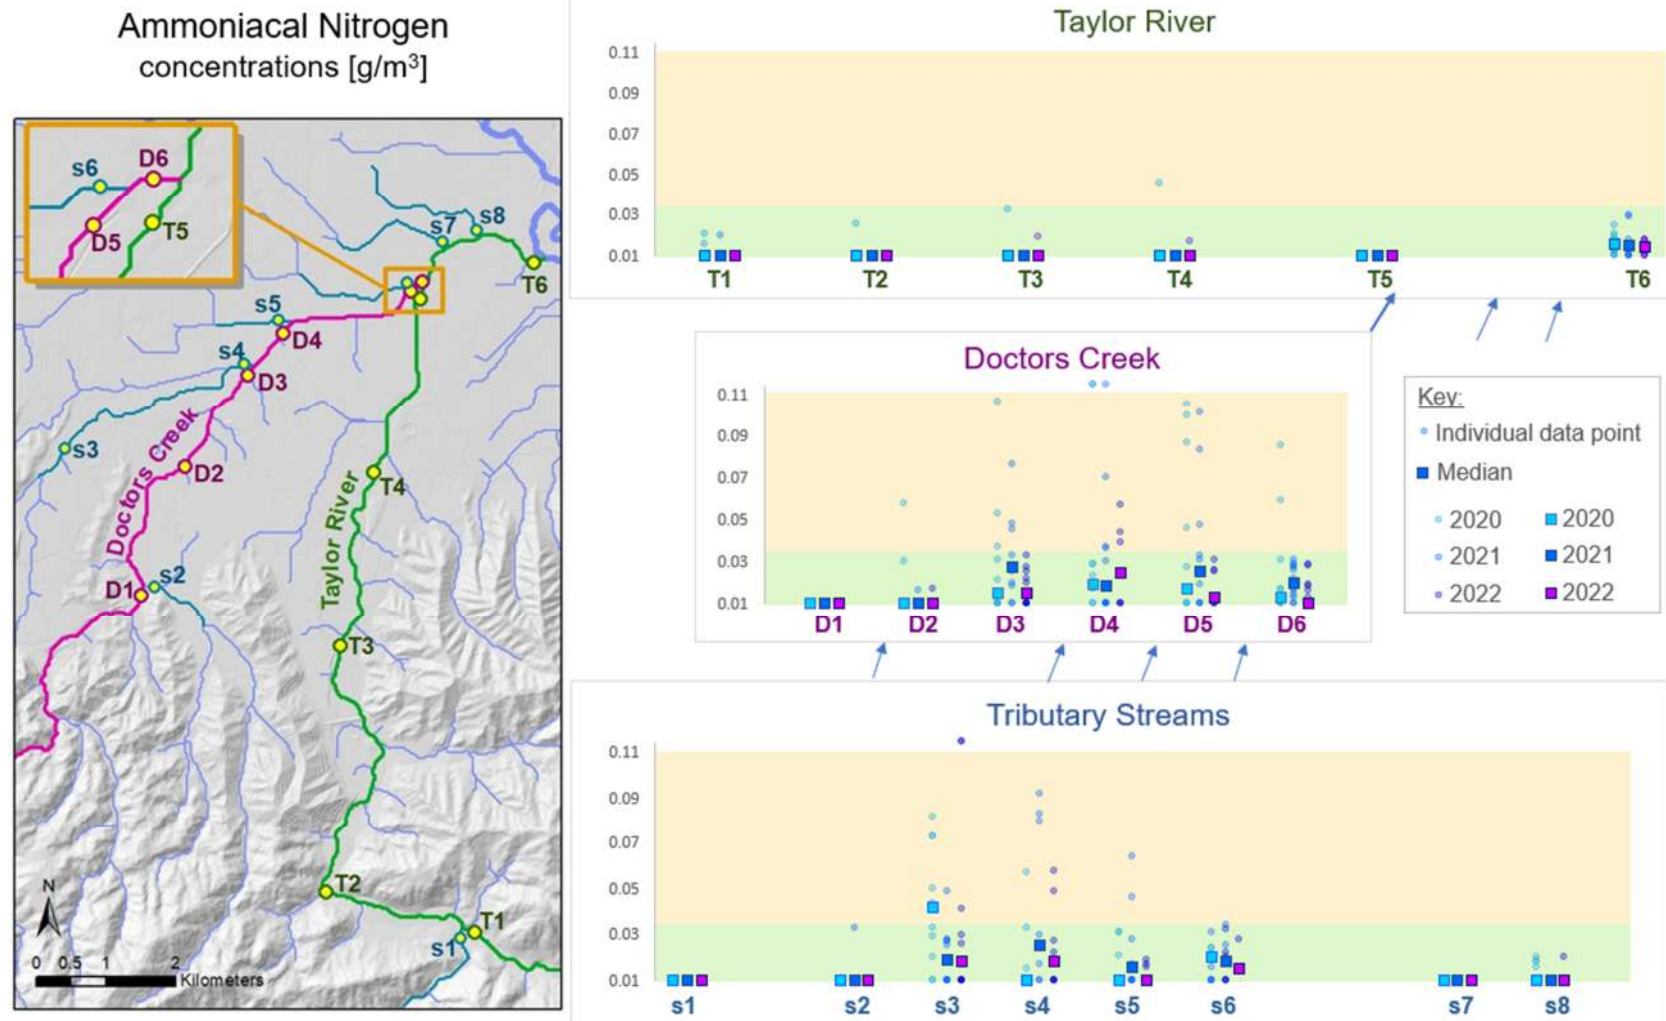 Ammoniacal Nitrogen
concentrations [g/m³]
s6
D6
D5
T5
s7
s8
T6
s5
D4
s4
D3
s3
Doctors Creek
D2
T4
Taylor River
D1
s2
T3
T2
T1
s1
N
0 0.5 1 2
Kilometers
Taylor River
0.11
0.09
0.07
0.05
0.03
0.01
T1 T2 T3 T4 T5 T6
Doctors Creek
0.11
0.09
0.07
0.05
0.03
0.01
D1 D2 D3 D4 D5 D6
Key:
Individual data point
Median
2020 2020
2021 2021
2022 2022
Tributary Streams
0.11
0.09
0.07
0.05
0.03
0.01
s1 s2 s3 s4 s5 s6 s7 s8